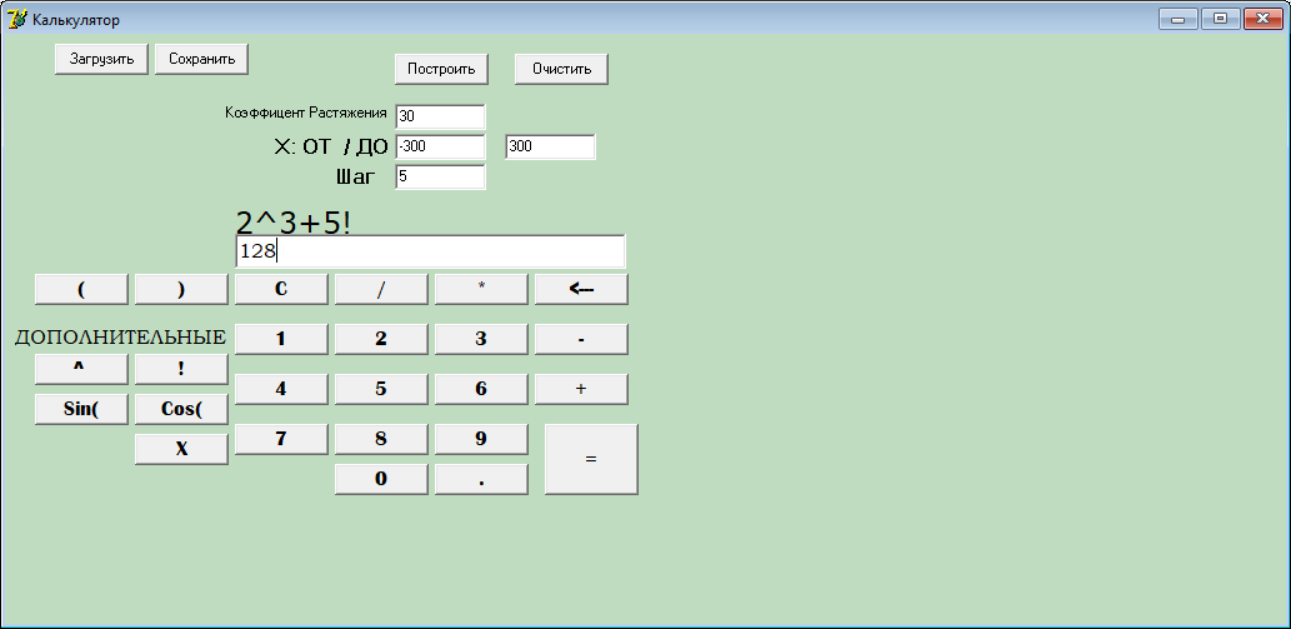 Калькулятор
Загрузить Сохранить
Построить Очистить
Коэффицент Растяжения 30
X: ОТ / ДО -300 300
Шаг 5
2^3+5!
128
( ) C / * <---
ДОПОЛНИТЕЛЬНЫЕ 1 2 3 -
^ !
4 5 6 +
Sin( Cos(
X 7 8 9 =
0 .